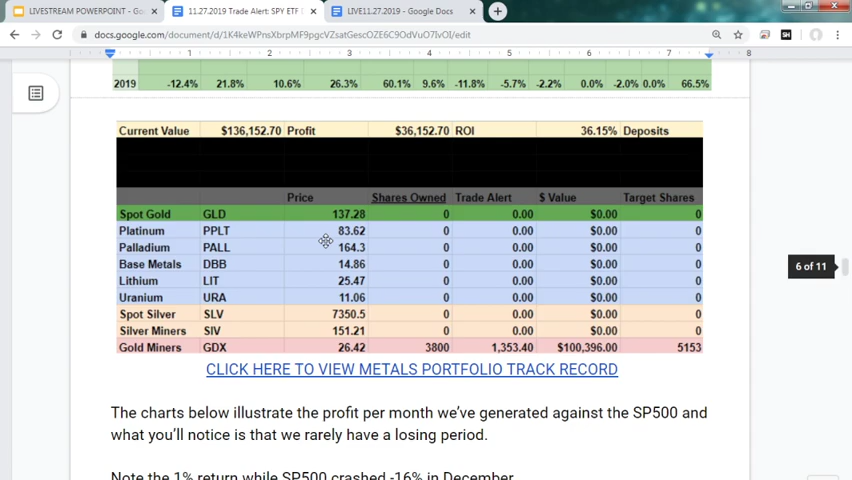 LIVESTREAM POWERPOINT - Go
11.27.2019 Trade Alert: SPY ETF
LIVE11.27.2019 - Google Docs
docs.google.com/document/d/1K4keWPnsXbrpMF9pgcVZsatGescOZE6C9OdVuO7IvOI/edit
1 2 3 4 5 6 7 8
2019 -12.4% 21.8% 10.6% 26.3% 60.1% 9.6% -11.8% -5.7% -2.2% 0.0% -2.0% 0.0% 66.5%
Current Value $136,152.70 Profit $36,152.70 ROI 36.15% Deposits
Price Shares Owned Trade Alert $ Value Target Shares
Spot Gold GLD 137.28 0 0.00 $0.00 0
Platinum PPLT 83.62 0 0.00 $0.00 0
Palladium PALL 164.3 0 0.00 $0.00 0
Base Metals DBB 14.86 0 0.00 $0.00 0
Lithium LIT 25.47 0 0.00 $0.00 0
Uranium URA 11.06 0 0.00 $0.00 0
Spot Silver SLV 7350.5 0 0.00 $0.00 0
Silver Miners SIV 151.21 0 0.00 $0.00 0
Gold Miners GDX 26.42 3800 1,353.40 $100,396.00 5153
6 of 11
CLICK HERE TO VIEW METALS PORTFOLIO TRACK RECORD
The charts below illustrate the profit per month we've generated against the SP500 and
what you'll notice is that we rarely have a losing period.
Note the 1% return while SP500 crashed -16% in December